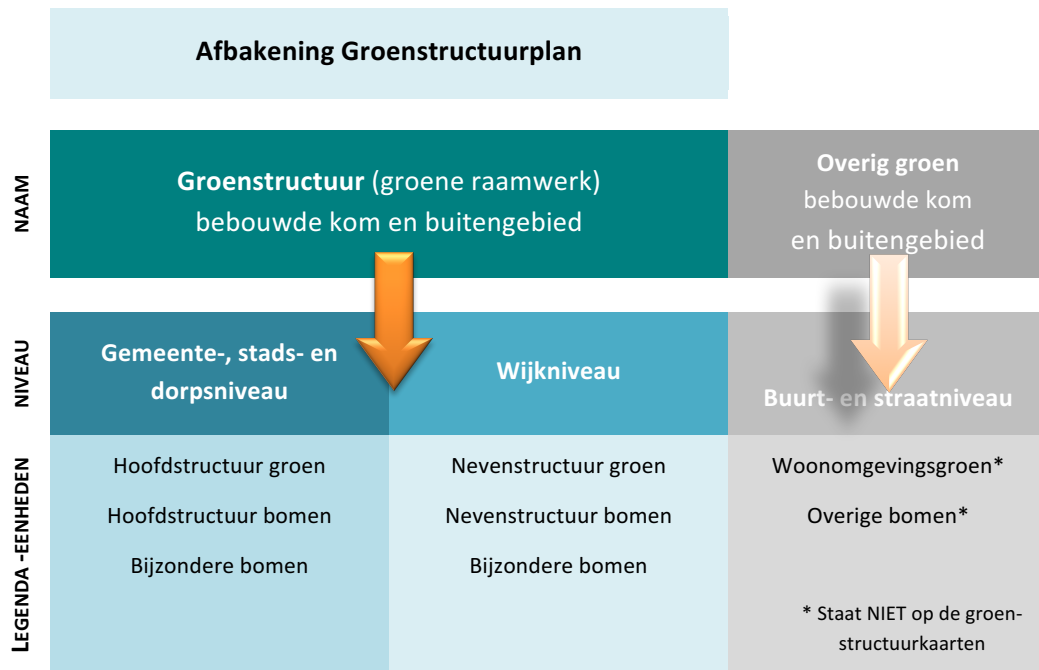 Afbakening Groenstructuurplan
NAAM
Groenstructuur (groene raamwerk)
bebouwde kom en buitengebied
Overig groen
bebouwde kom
en buitengebied
NIVEAU
Gemeente-, stads- en
dorpsniveau
Wijkniveau
Buurt- en straatniveau
LEGENDA -EENHEDEN
Hoofdstructuur groen
Nevenstructuur groen
Woonomgevingsgroen*
Hoofdstructuur bomen
Nevenstructuur bomen
Overige bomen*
Bijzondere bomen
Bijzondere bomen
* Staat NIET op de groen-
structuurkaarten